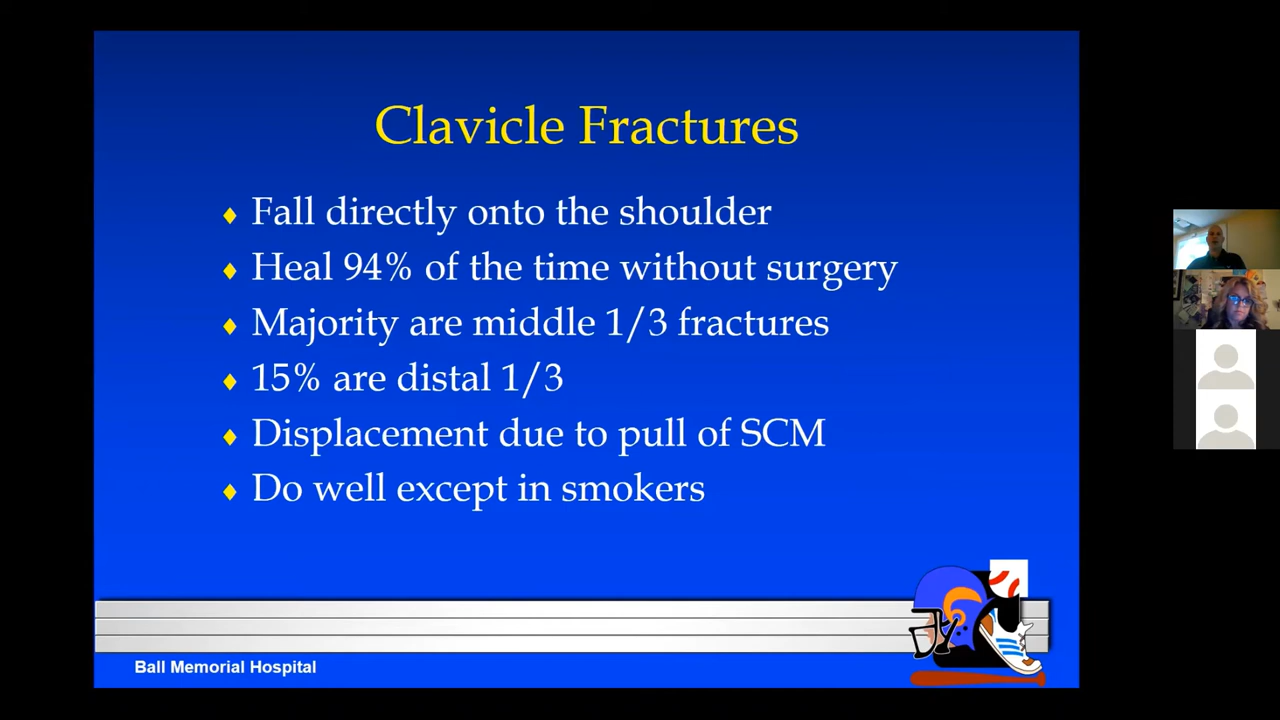 Clavicle Fractures
Fall directly onto the shoulder
Heal 94% of the time without surgery
Majority are middle 1/3 fractures
15% are distal 1/3
Displacement due to pull of SCM
Do well except in smokers
Ball Memorial Hospital